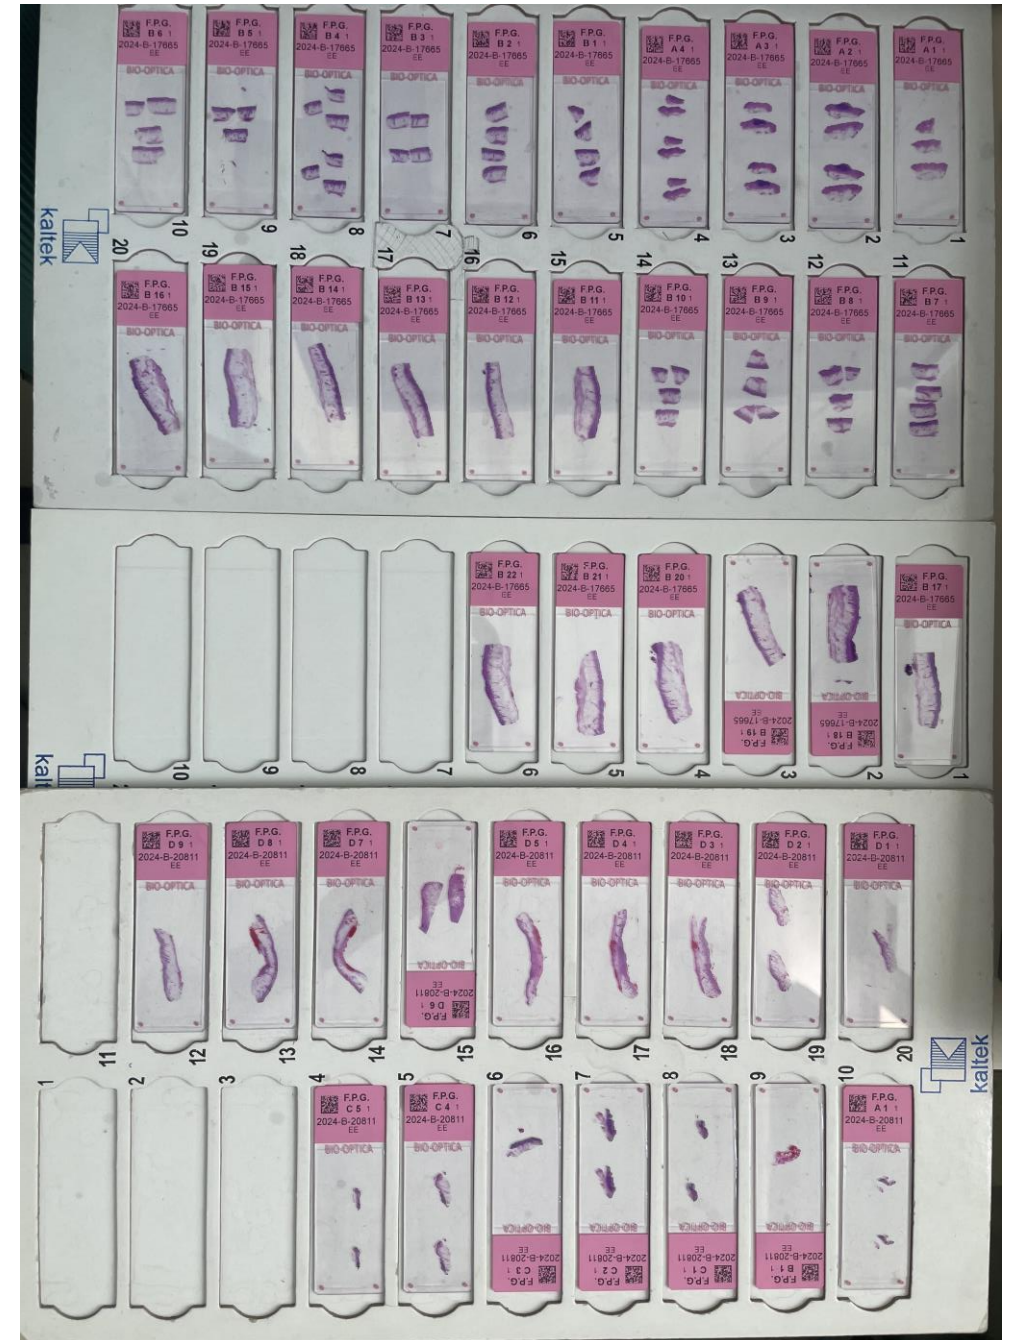 F.P.G.
B 6 1
2024-B-17665
EE
BIO-OPTICA
F.P.G.
B 5 1
2024-B-17665
EE
BIO-OPTICA
F.P.G.
B 4 1
2024-B-17665
EE
BIO-OPTICA
F.P.G.
B 3 1
2024-B-17665
EE
BIO-OPTICA
F.P.G.
B 2 1
2024-B-17665
EE
BIO-OPTICA
F.P.G.
B 1 1
2024-B-17665
EE
BIO-OPTICA
F.P.G.
A 4 1
2024-B-17665
EE
BIO-OPTICA
F.P.G.
A 3 1
2024-B-17665
EE
BIO-OPTICA
F.P.G.
A 2 1
2024-B-17665
EE
BIO-OPTICA
F.P.G.
A 1 1
2024-B-17665
EE
BIO-OPTICA
kaltek
10
9
8
7
6
5
4
3
2
1
20
19
18
17
16
15
14
13
12
11
F.P.G.
B 16 1
2024-B-17665
EE
BIO-OPTICA
F.P.G.
B 15 1
2024-B-17665
EE
BIO-OPTICA
F.P.G.
B 14 1
2024-B-17665
EE
BIO-OPTICA
F.P.G.
B 13 1
2024-B-17665
EE
BIO-OPTICA
F.P.G.
B 12 1
2024-B-17665
EE
BIO-OPTICA
F.P.G.
B 11 1
2024-B-17665
EE
BIO-OPTICA
F.P.G.
B 10 1
2024-B-17665
EE
BIO-OPTICA
F.P.G.
B 9 1
2024-B-17665
EE
BIO-OPTICA
F.P.G.
B 8 1
2024-B-17665
EE
BIO-OPTICA
F.P.G.
B 7 1
2024-B-17665
EE
BIO-OPTICA
F.P.G.
B 22 1
2024-B-17665
EE
BIO-OPTICA
F.P.G.
B 21 1
2024-B-17665
EE
BIO-OPTICA
F.P.G.
B 20 1
2024-B-17665
EE
BIO-OPTICA
F.P.G.
B 19 1
2024-B-17665
EE
BIO-OPTICA
F.P.G.
B 18 1
2024-B-17665
EE
BIO-OPTICA
F.P.G.
B 17 1
2024-B-17665
EE
BIO-OPTICA
kalt
10
9
8
7
6
5
4
3
2
1
F.P.G.
D 9 1
2024-B-20811
EE
BIO-OPTICA
F.P.G.
D 8 1
2024-B-20811
EE
BIO-OPTICA
F.P.G.
D 7 1
2024-B-20811
EE
BIO-OPTICA
F.P.G.
D 6 1
2024-B-20811
EE
BIO-OPTICA
F.P.G.
D 5 1
2024-B-20811
EE
BIO-OPTICA
F.P.G.
D 4 1
2024-B-20811
EE
BIO-OPTICA
F.P.G.
D 3 1
2024-B-20811
EE
BIO-OPTICA
F.P.G.
D 2 1
2024-B-20811
EE
BIO-OPTICA
F.P.G.
D 1 1
2024-B-20811
EE
BIO-OPTICA
11
12
13
14
15
16
17
18
19
20
kaltek
1
2
3
4
5
6
7
8
9
10
F.P.G.
C 5 1
2024-B-20811
EE
BIO-OPTICA
F.P.G.
C 4 1
2024-B-20811
EE
BIO-OPTICA
F.P.G.
C 3 1
2024-B-20811
EE
BIO-OPTICA
F.P.G.
C 2 1
2024-B-20811
EE
BIO-OPTICA
F.P.G.
C 1 1
2024-B-20811
EE
BIO-OPTICA
F.P.G.
B 1 1
2024-B-20811
EE
BIO-OPTICA
F.P.G.
A 1 1
2024-B-20811
EE
BIO-OPTICA